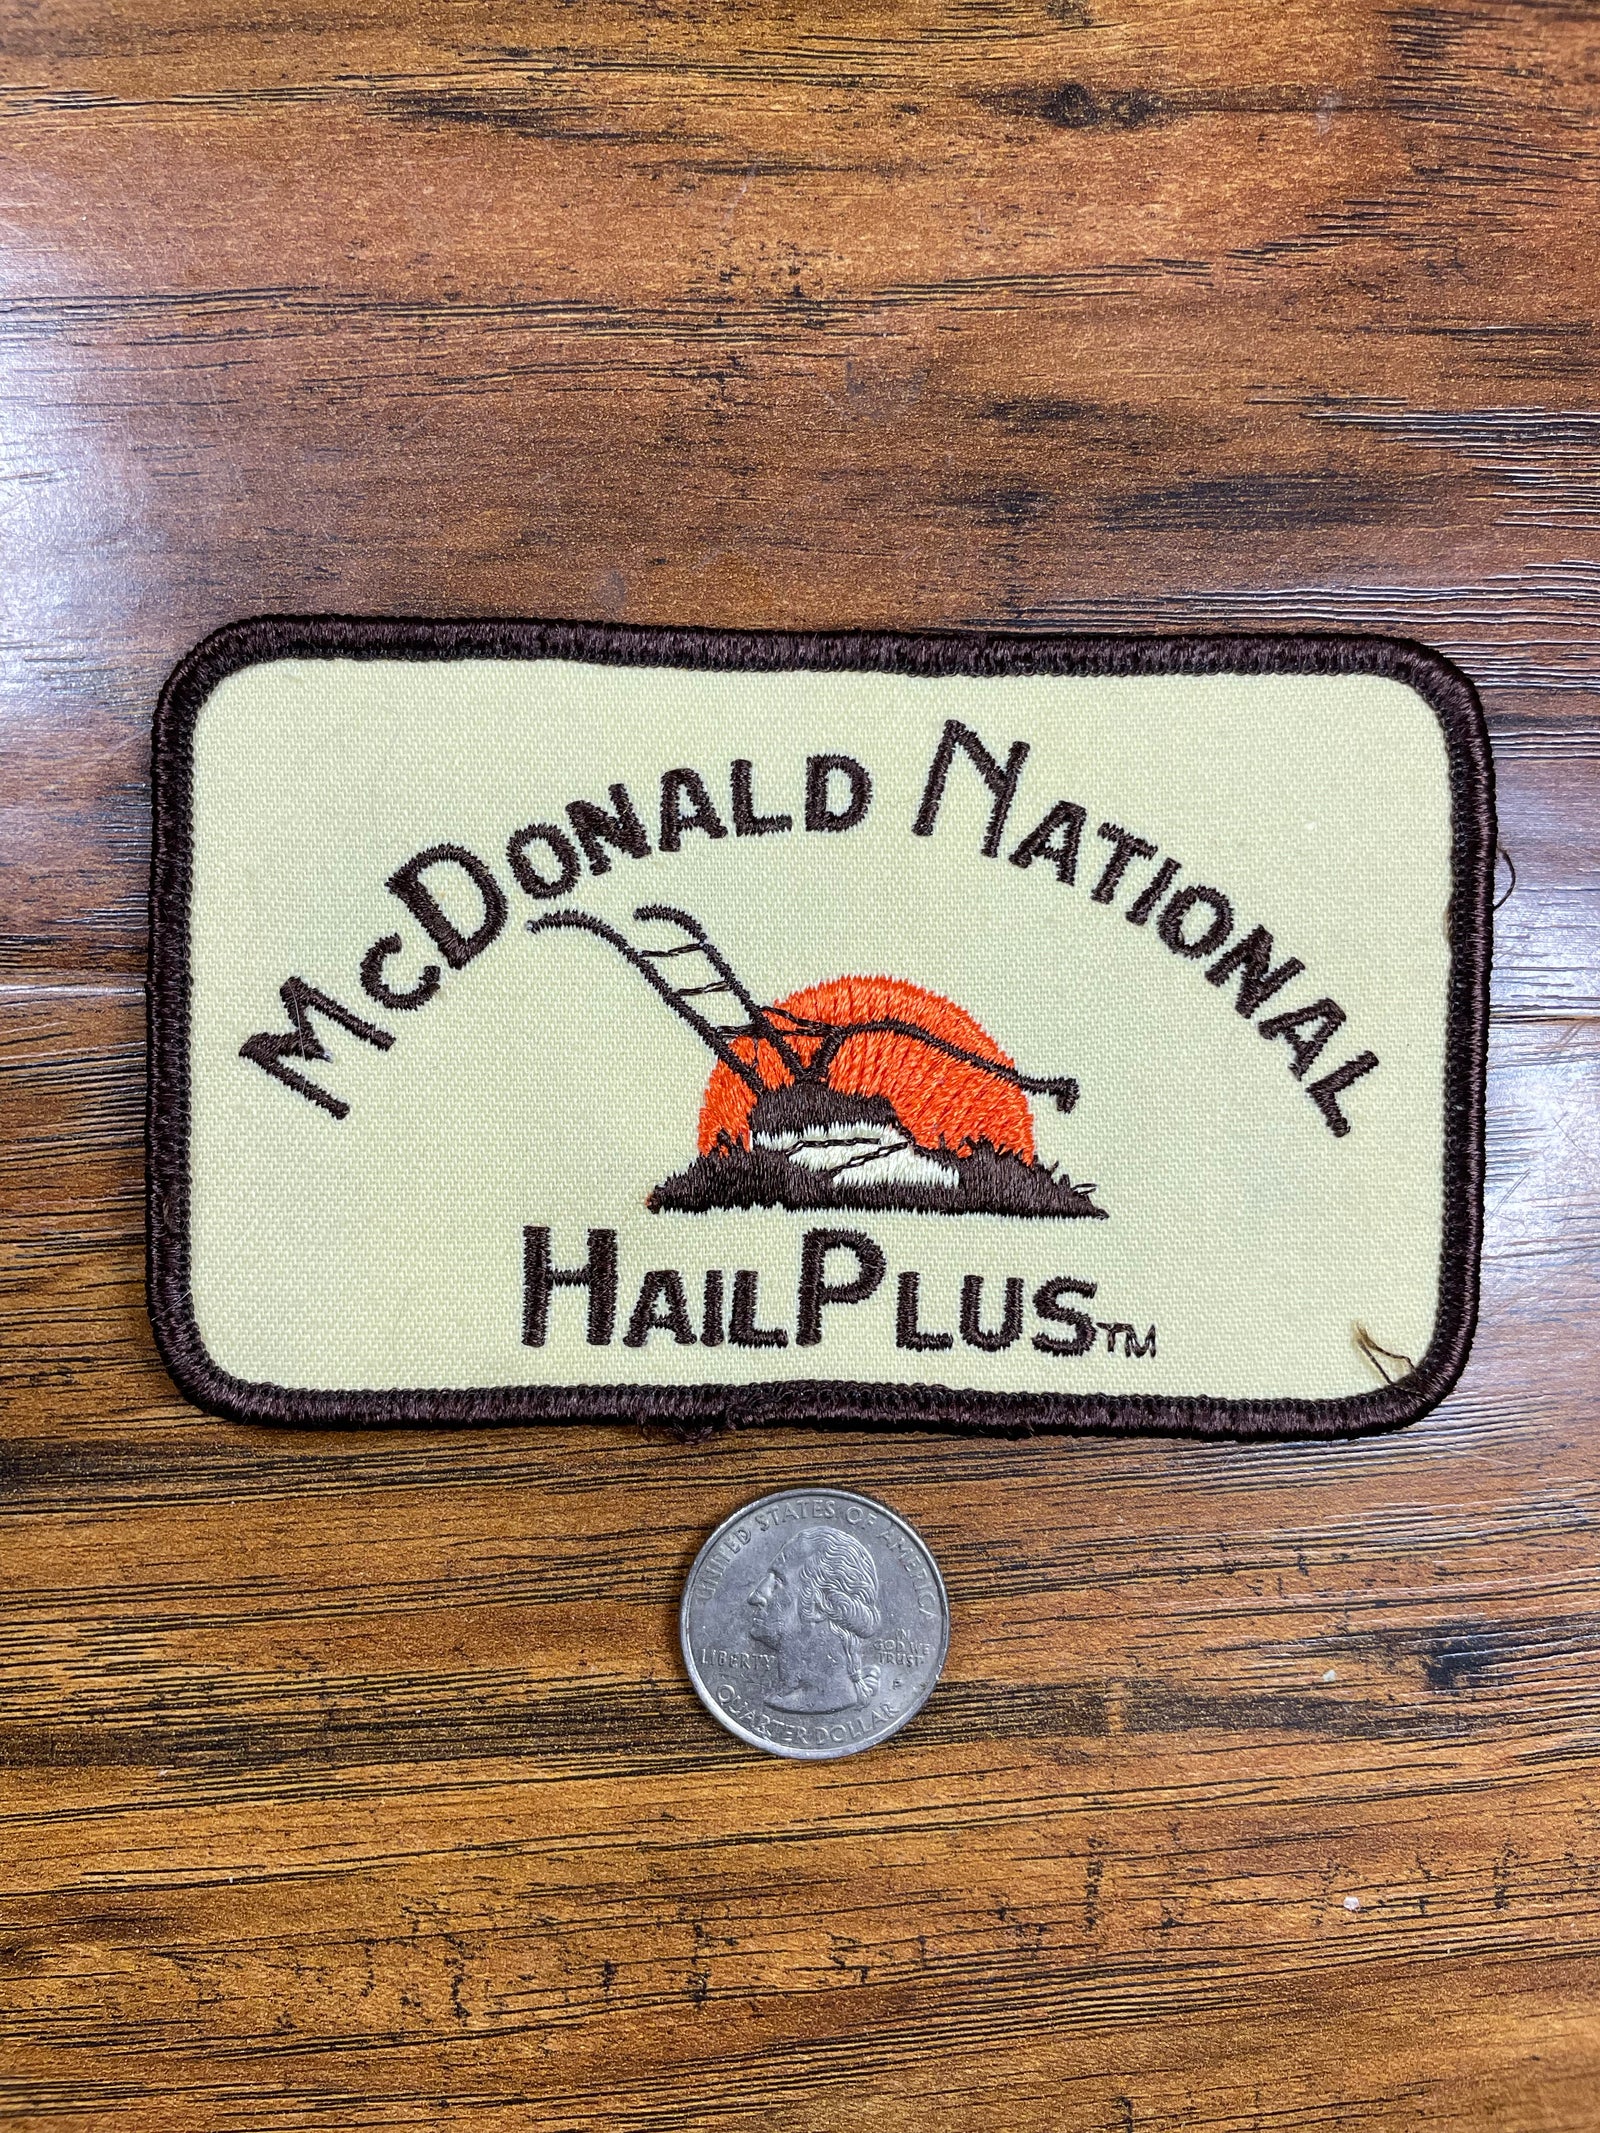 McDonald National
HailPlus™
UNITED STATES OF AMERICA
LIBERTY
IN
GOD WE
TRUST
P
QUARTER DOLLAR